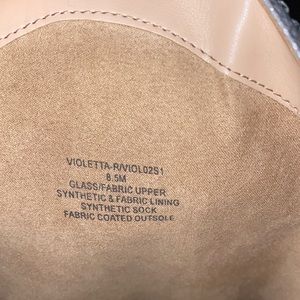 VIOLETTA-R/VIOL02S1
8.5M
GLASS/FABRIC UPPER
SYNTHETIC & FABRIC LINING
SYNTHETIC SOCK
FABRIC COATED OUTSOLE